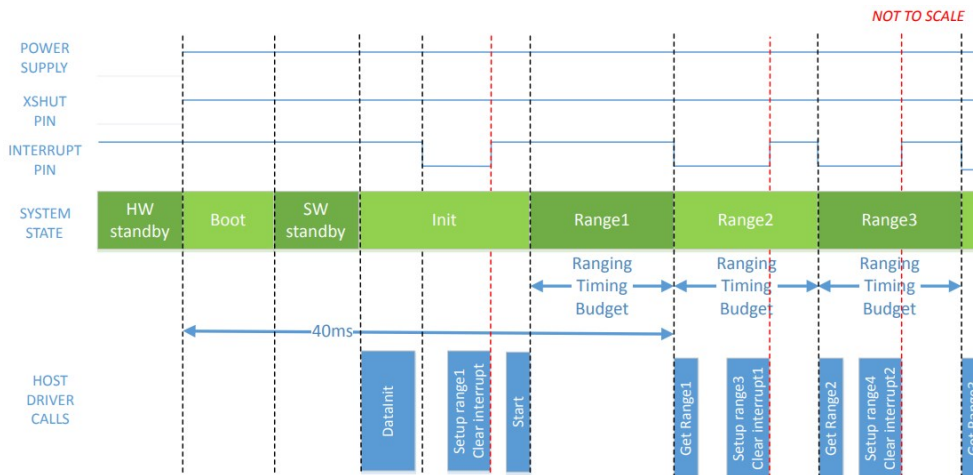 NOT TO SCALE
POWER
SUPPLY
XSHUT
PIN
INTERRUPT
PIN
SYSTEM
STATE
HW
standby
Boot
SW
standby
Init
Range1
Range2
Range3
Ranging
Timing
Budget
Ranging
Timing
Budget
Ranging
Timing
Budget
40ms
HOST
DRIVER
CALLS
DataInit
Setup range1
Clear interrupt
Start
Get Range1
Setup range3
Clear interrupt1
Get Range2
Setup range4
Clear interrupt2